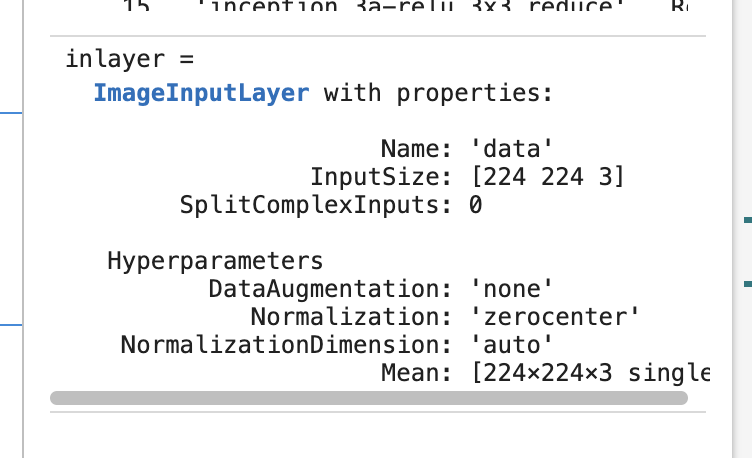 15 'inception_3a-relu_3x3_reduce'
inlayer =
ImageInputLayer with properties:
Name: 'data'
InputSize: [224 224 3]
SplitComplexInputs: 0
Hyperparameters
DataAugmentation: 'none'
Normalization: 'zerocenter'
NormalizationDimension: 'auto'
Mean: [224×224×3 single